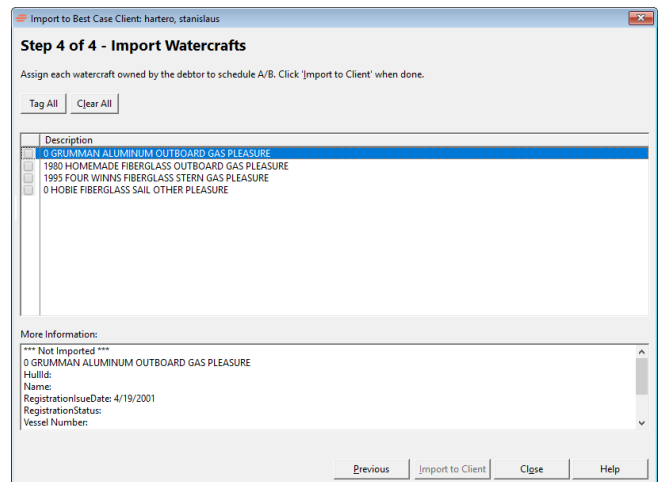 Import to Best Case Client: hartero, stanislaus
Step 4 of 4 - Import Watercrafts
Assign each watercraft owned by the debtor to schedule A/B. Click 'Import to Client' when done.
Tag All Clear All
Description
0 GRUMMAN ALUMINUM OUTBOARD GAS PLEASURE
1980 HOMEMADE FIBERGLASS OUTBOARD GAS PLEASURE
1995 FOUR WINNS FIBERGLASS STERN GAS PLEASURE
0 HOBIE FIBERGLASS SAIL OTHER PLEASURE
More Information:
*** Not Imported ***
0 GRUMMAN ALUMINUM OUTBOARD GAS PLEASURE
HullId:
Name:
RegistrationIsueDate: 4/19/2001
RegistrationStatus:
Vessel Number:
Previous Import to Client Close Help